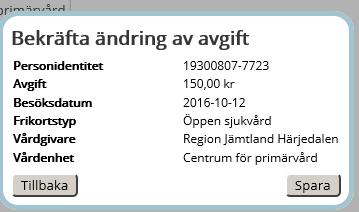 primärvård
Bekräfta ändring av avgift
Personidentitet 19300807-7723
Avgift 150,00 kr
Besöksdatum 2016-10-12
Frikortstyp Öppen sjukvård
Vårdgivare Region Jämtland Härjedalen
Vårdenhet Centrum för primärvård
Tillbaka Spara